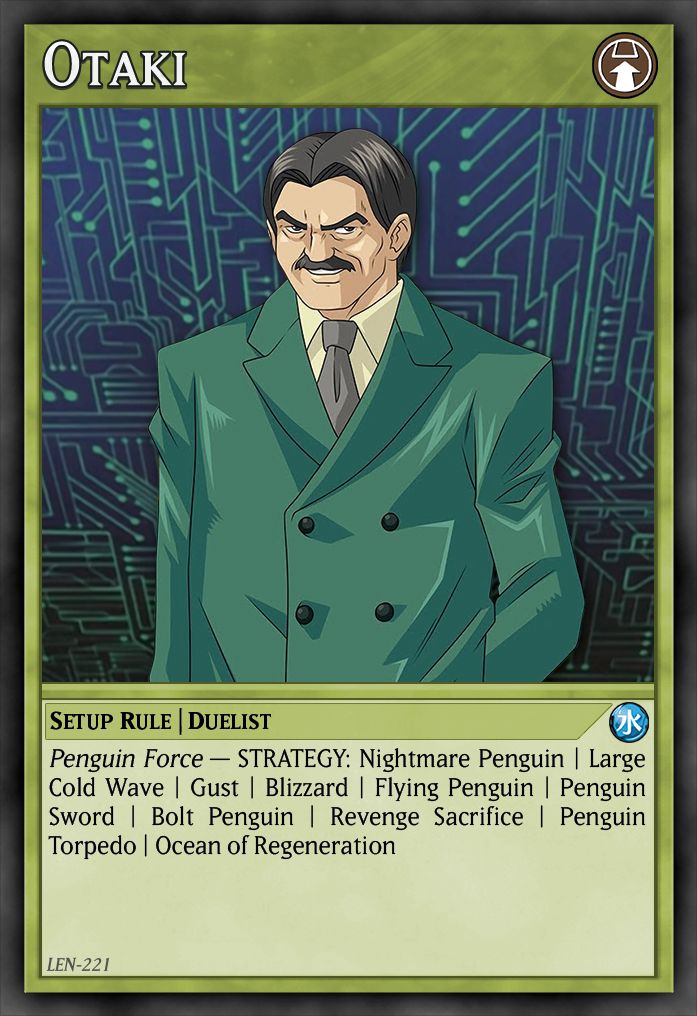 Otaki
Setup Rule | Duelist
水
Penguin Force — STRATEGY: Nightmare Penguin | Large
Cold Wave | Gust | Blizzard | Flying Penguin | Penguin
Sword | Bolt Penguin | Revenge Sacrifice | Penguin
Torpedo | Ocean of Regeneration
LEN-221